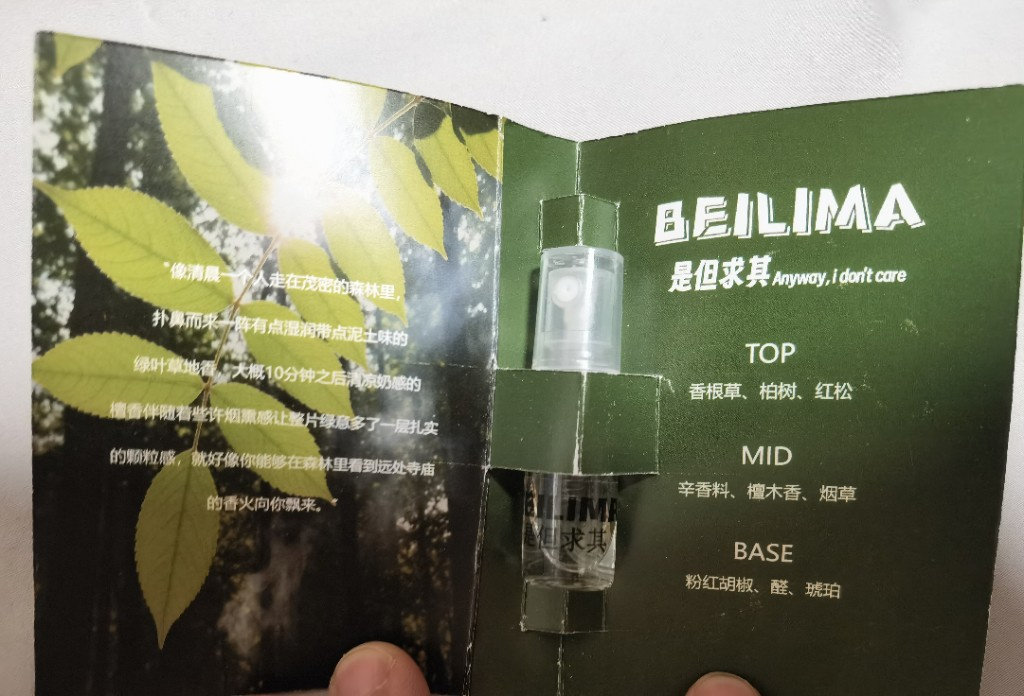 "像清晨一个人走在茂密的森林里,
扑鼻而来一阵有点湿润带点泥土味的
绿叶草地香，大概10分钟之后清凉奶感的
檀香伴随着些许烟熏感让整片绿意多了一层扎实
的颗粒感，就好像你能够在森林里看到远处寺庙
的香火向你飘来。"
BEILIMA
是但求其 Anyway, i don't care
TOP
香根草、柏树、红松
MID
辛香料、檀木香、烟草
BASE
粉红胡椒、醛、琥珀
EILIM
是但求其